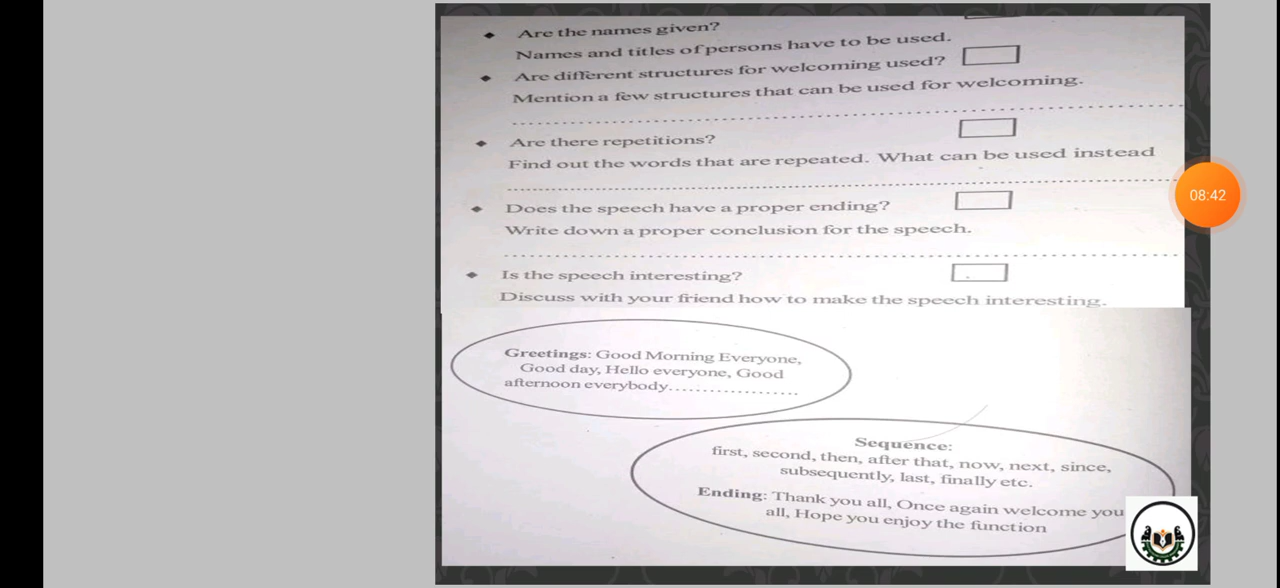 Are the names given?
Names and titles of persons have to be used.
Are different structures for welcoming used?
Mention a few structures that can be used for welcoming.
Are there repetitions?
Find out the words that are repeated. What can be used instead
Does the speech have a proper ending?
Write down a proper conclusion for the speech.
Is the speech interesting?
Discuss with your friend how to make the speech interesting.
Greetings: Good Morning Everyone,
Good day, Hello everyone, Good
afternoon everybody..................
Sequence:
first, second, then, after that, now, next, since,
subsequently, last, finally etc.
Ending: Thank you all, Once again welcome you
all, Hope you enjoy the function
08:42